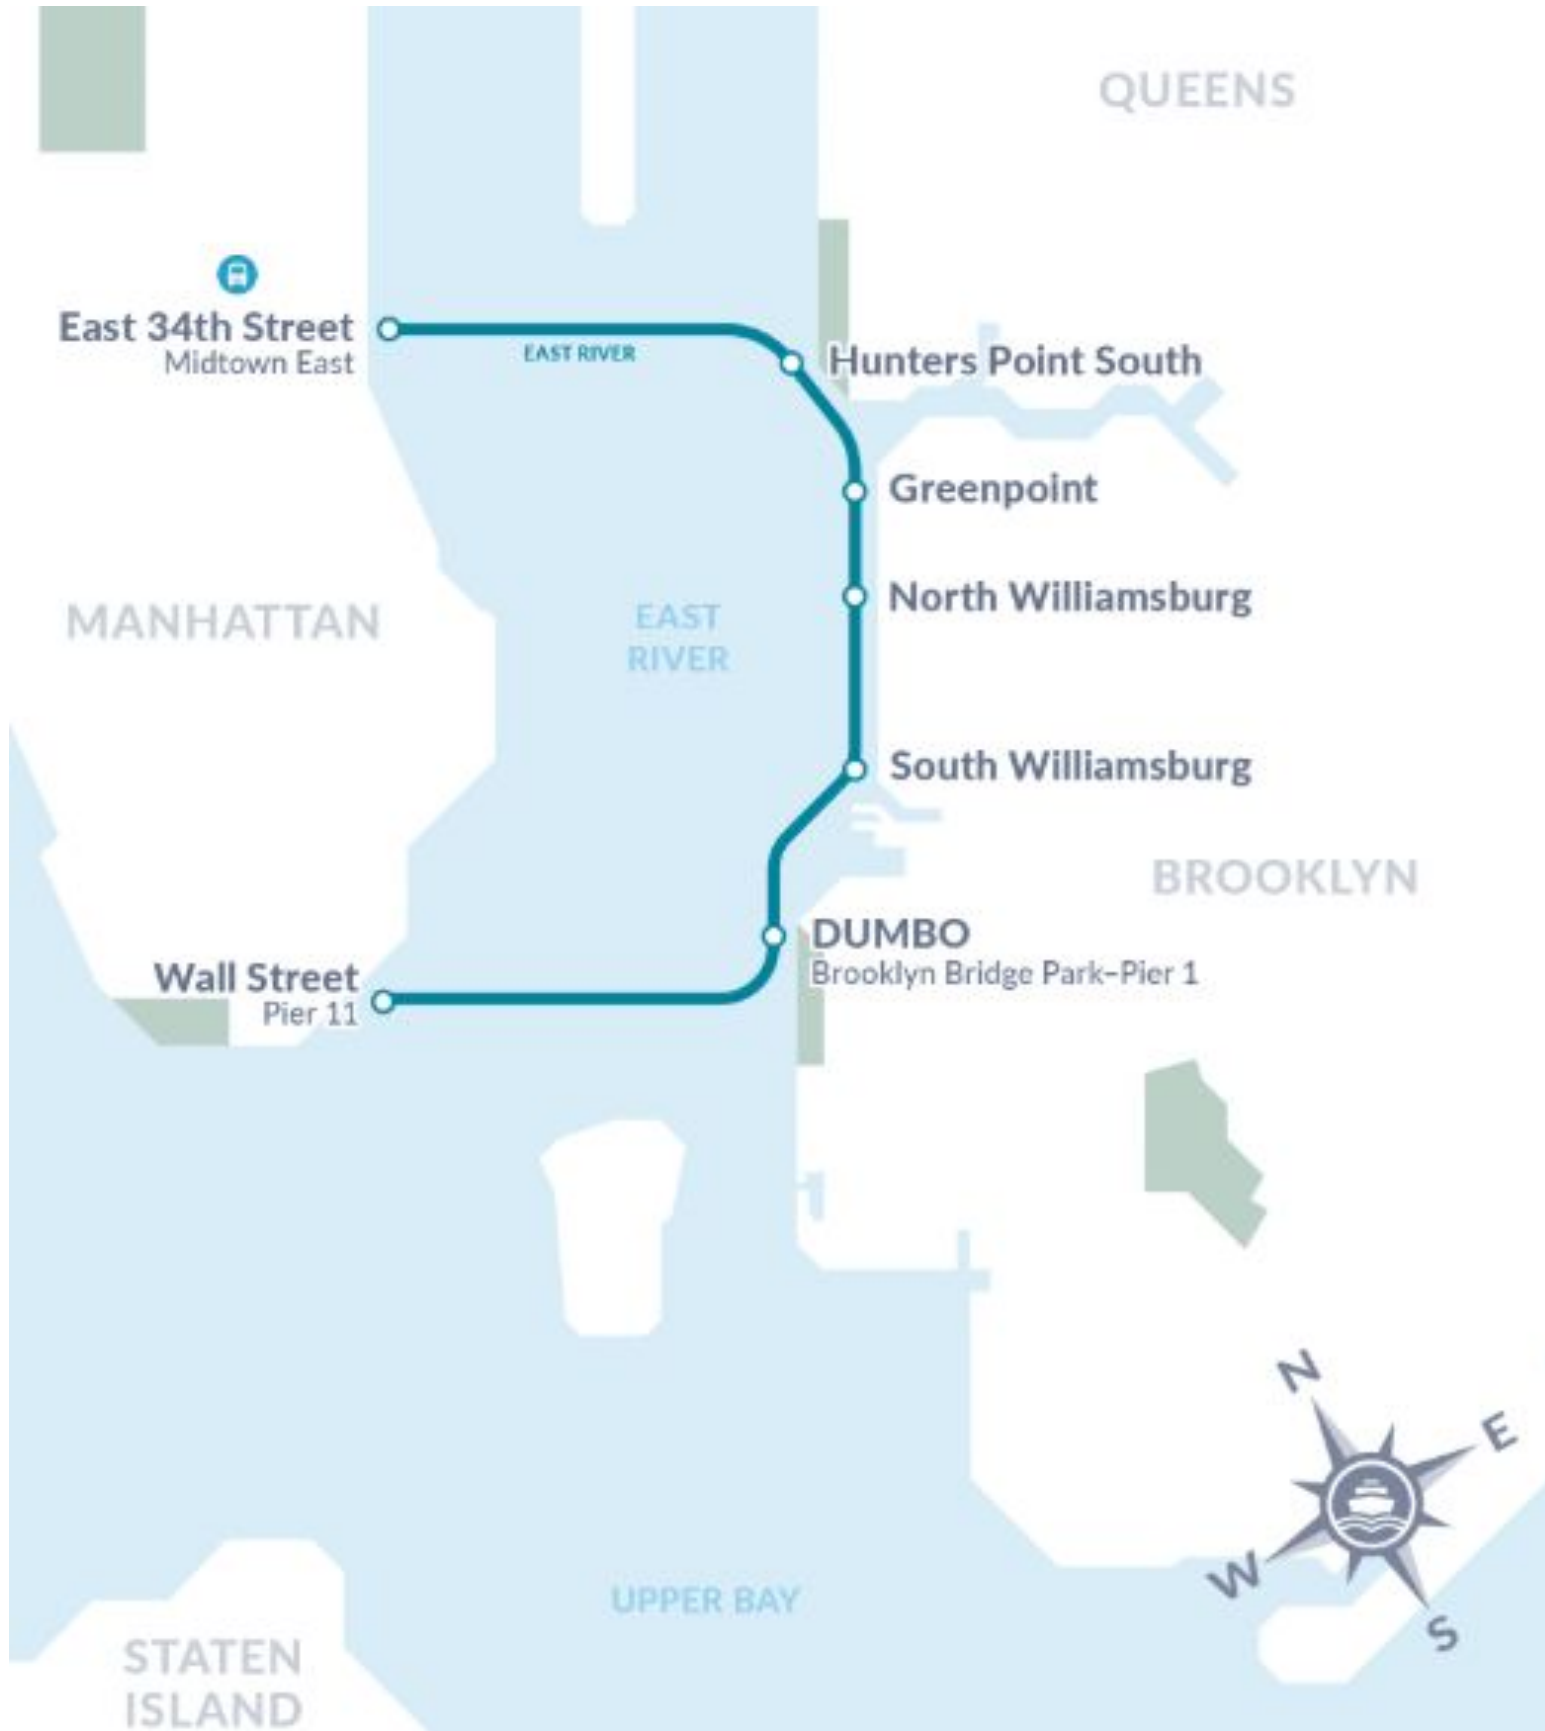 QUEENS
East 34th Street
Midtown East
EAST RIVER
Hunters Point South
Greenpoint
North Williamsburg
MANHATTAN
EAST
RIVER
South Williamsburg
BROOKLYN
DUMBO
Brooklyn Bridge Park–Pier 1
Wall Street
Pier 11
N
E
W
S
UPPER BAY
STATEN
ISLAND